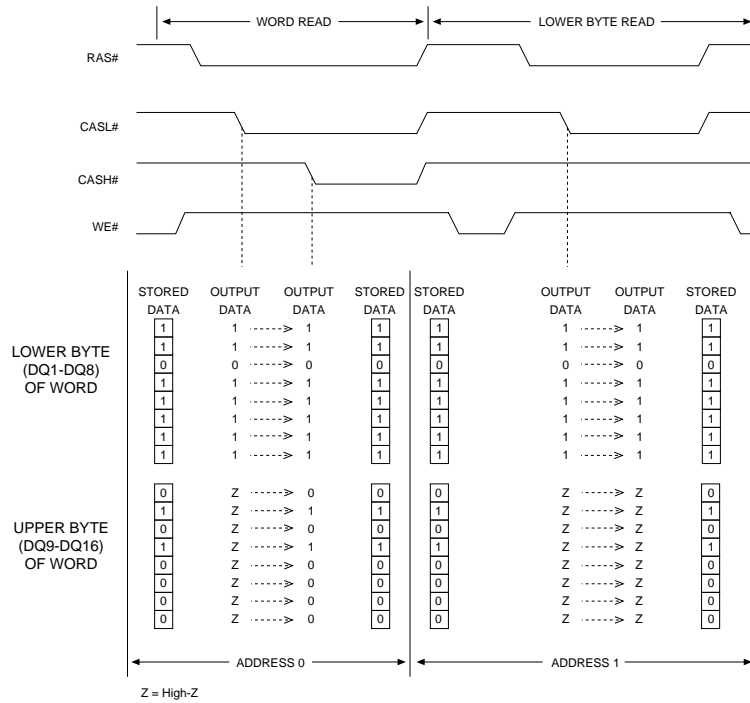 WORD READ LOWER BYTE READ
RAS#
CASL#
CASH#
WE#
STORED OUTPUT OUTPUT STORED STORED OUTPUT OUTPUT STORED
DATA DATA DATA DATA DATA DATA DATA DATA
1 1 1 1 1 1 1 1
1 1 1 1 1 1 1 1
0 0 0 0 0 0 0 0
1 1 1 1 1 1 1 1
1 1 1 1 1 1 1 1
1 1 1 1 1 1 1 1
1 1 1 1 1 1 1 1
1 1 1 1 1 1 1 1
LOWER BYTE
(DQ1-DQ8)
OF WORD
0 Z 0 0 0 Z Z 0
1 Z 1 1 1 Z Z 1
0 Z 0 0 0 Z Z 0
1 Z 1 1 1 Z Z 1
0 Z 0 0 0 Z Z 0
0 Z 0 0 0 Z Z 0
0 Z 0 0 0 Z Z 0
0 Z 0 0 0 Z Z 0
UPPER BYTE
(DQ9-DQ16)
OF WORD
ADDRESS 0 ADDRESS 1
Z = High-Z